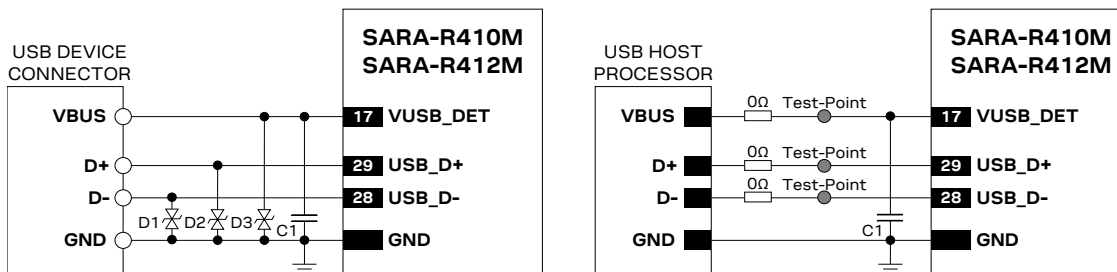 USB DEVICE
CONNECTOR
SARA-R410M
SARA-R412M
VBUS
17 VUSB_DET
D+
29 USB_D+
D-
28 USB_D-
D1 D2 D3 C1
GND
GND
USB HOST
PROCESSOR
SARA-R410M
SARA-R412M
VBUS
0Ω Test-Point
17 VUSB_DET
D+
0Ω Test-Point
29 USB_D+
D-
0Ω Test-Point
28 USB_D-
C1
GND
GND